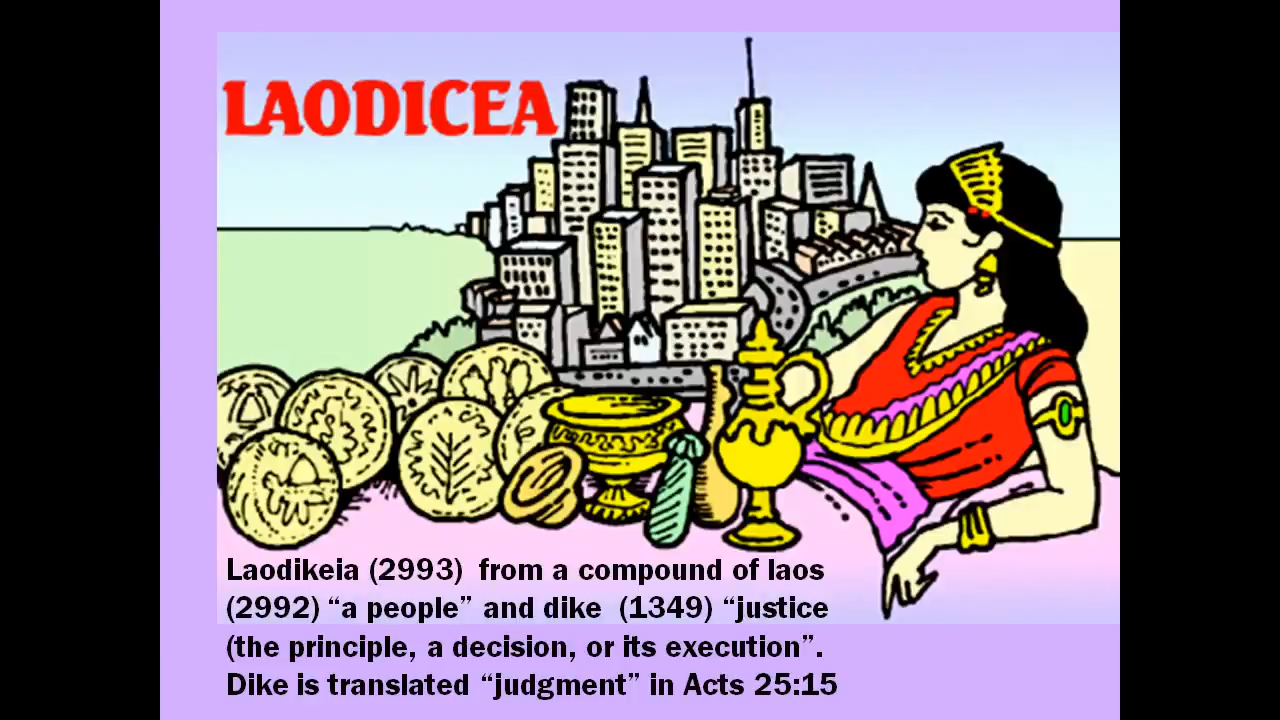 LAODICEA
Laodikeia (2993) from a compound of laos
(2992) “a people” and dike (1349) “justice
(the principle, a decision, or its execution”.
Dike is translated “judgment” in Acts 25:15